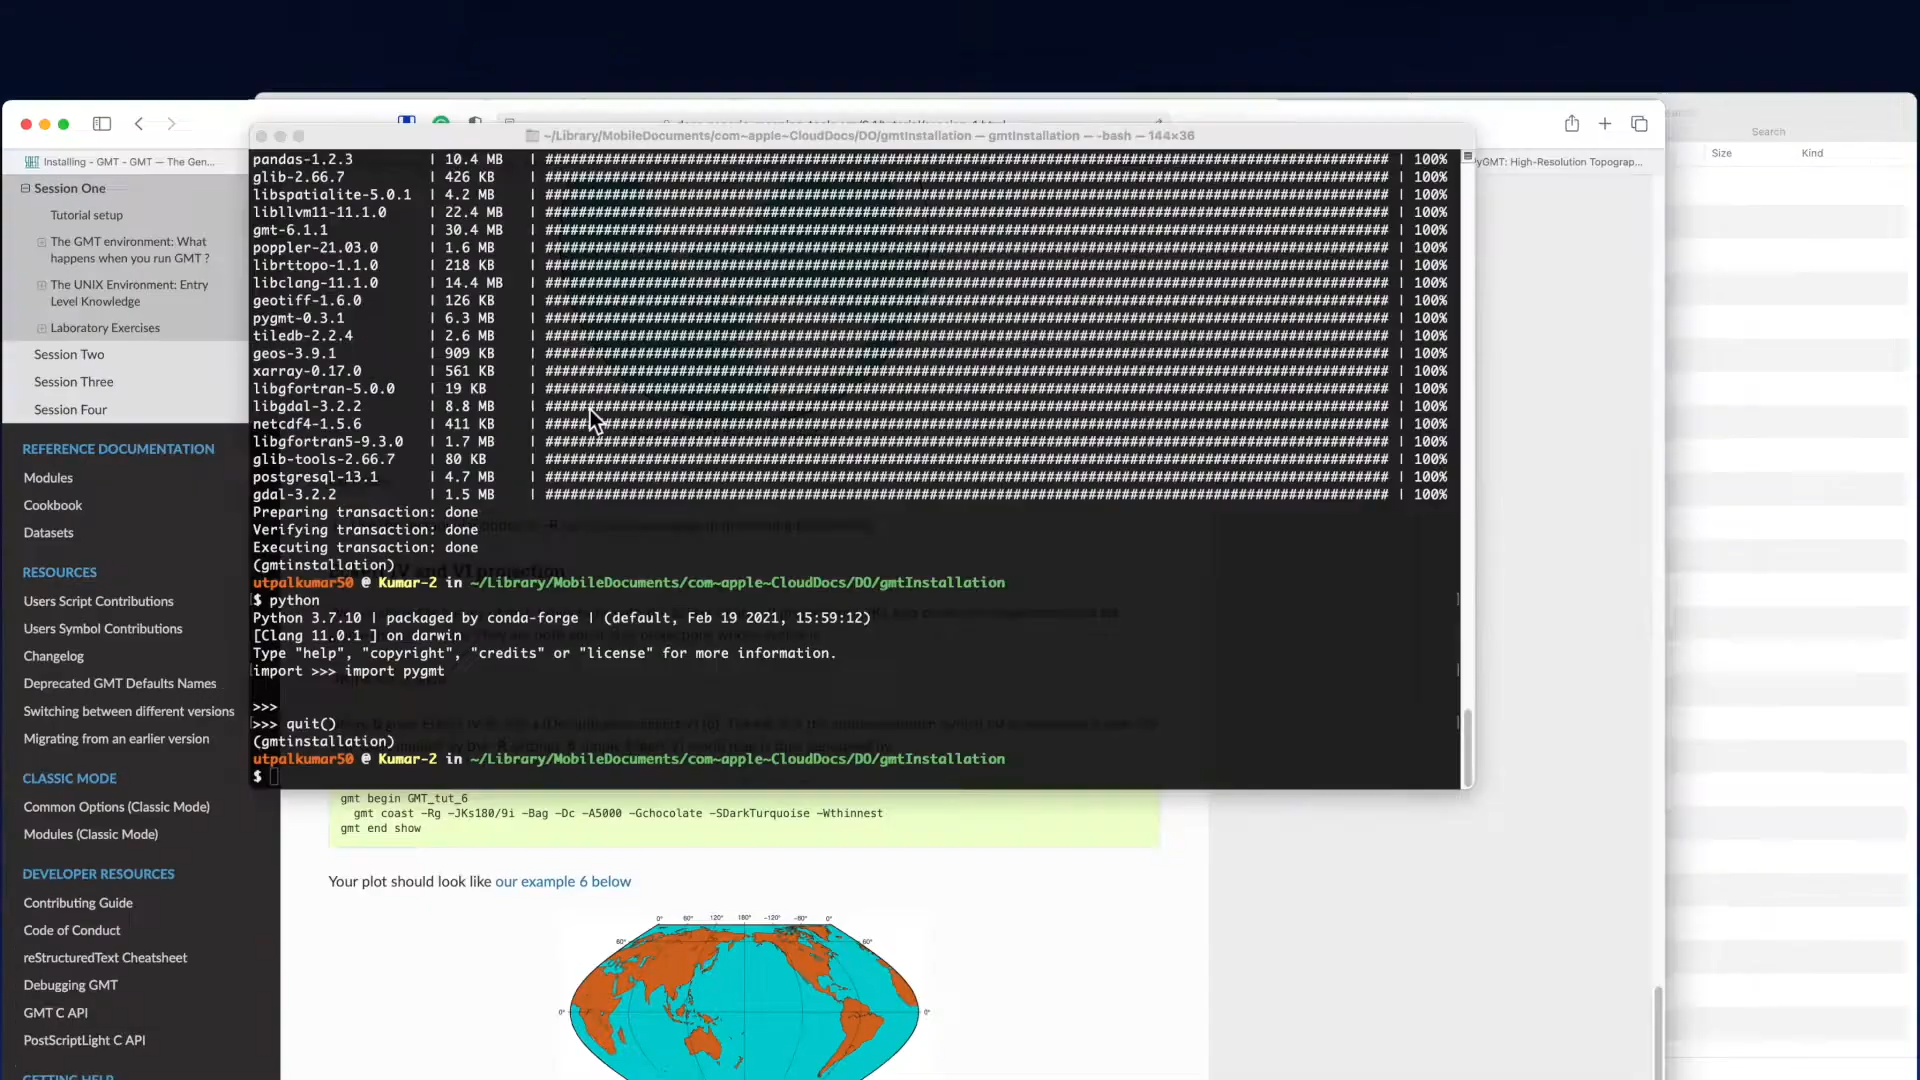 ~/Library/MobileDocuments/com~apple~CloudDocs/DO/gmtInstallation — gmtInstallation — -bash — 144×36
Search
Size Kind
Installing - GMT - GMT — The Gen...
PyGMT: High-Resolution Topograp...
Session One
Tutorial setup
The GMT environment: What
happens when you run GMT ?
The UNIX Environment: Entry
Level Knowledge
Laboratory Exercises
Session Two
Session Three
Session Four
REFERENCE DOCUMENTATION
Modules
Cookbook
Datasets
RESOURCES
Users Script Contributions
Users Symbol Contributions
Changelog
Deprecated GMT Defaults Names
Switching between different versions
Migrating from an earlier version
CLASSIC MODE
Common Options (Classic Mode)
Modules (Classic Mode)
DEVELOPER RESOURCES
Contributing Guide
Code of Conduct
reStructuredText Cheatsheet
Debugging GMT
GMT C API
PostScriptLight C API
GETTING HELP
pandas-1.2.3 | 10.4 MB | 100%
glib-2.66.7 | 426 KB | 100%
libspatialite-5.0.1 | 4.2 MB | 100%
libllvm11-11.1.0 | 22.4 MB | 100%
gmt-6.1.1 | 30.4 MB | 100%
poppler-21.03.0 | 1.6 MB | 100%
librttopo-1.1.0 | 218 KB | 100%
libclang-11.1.0 | 14.4 MB | 100%
geotiff-1.6.0 | 126 KB | 100%
pygmt-0.3.1 | 6.3 MB | 100%
tiledb-2.2.4 | 2.6 MB | 100%
geos-3.9.1 | 909 KB | 100%
xarray-0.17.0 | 561 KB | 100%
libgfortran-5.0.0 | 19 KB | 100%
libgdal-3.2.2 | 8.8 MB | 100%
netcdf4-1.5.6 | 411 KB | 100%
libgfortran5-9.3.0 | 1.7 MB | 100%
glib-tools-2.66.7 | 80 KB | 100%
postgresql-13.1 | 4.7 MB | 100%
gdal-3.2.2 | 1.5 MB | 100%
Preparing transaction: done
Verifying transaction: done
Executing transaction: done
(gmtinstallation)
utpalkumar50 @ Kumar-2 in ~/Library/MobileDocuments/com~apple~CloudDocs/DO/gmtInstallation
$ python
Python 3.7.10 | packaged by conda-forge | (default, Feb 19 2021, 15:59:12)
[Clang 11.0.1 ] on darwin
Type "help", "copyright", "credits" or "license" for more information.
import >>> import pygmt
>>>
>>> quit()
(gmtinstallation)
utpalkumar50 @ Kumar-2 in ~/Library/MobileDocuments/com~apple~CloudDocs/DO/gmtInstallation
$
gmt begin GMT_tut_6
gmt coast -Rg -JKs180/9i -Bag -Dc -A5000 -Gchocolate -SDarkTurquoise -Wthinnest
gmt end show
Your plot should look like our example 6 below
0° 60° 120° 180° -120° -60° 0°
60° 60°
0° 0°